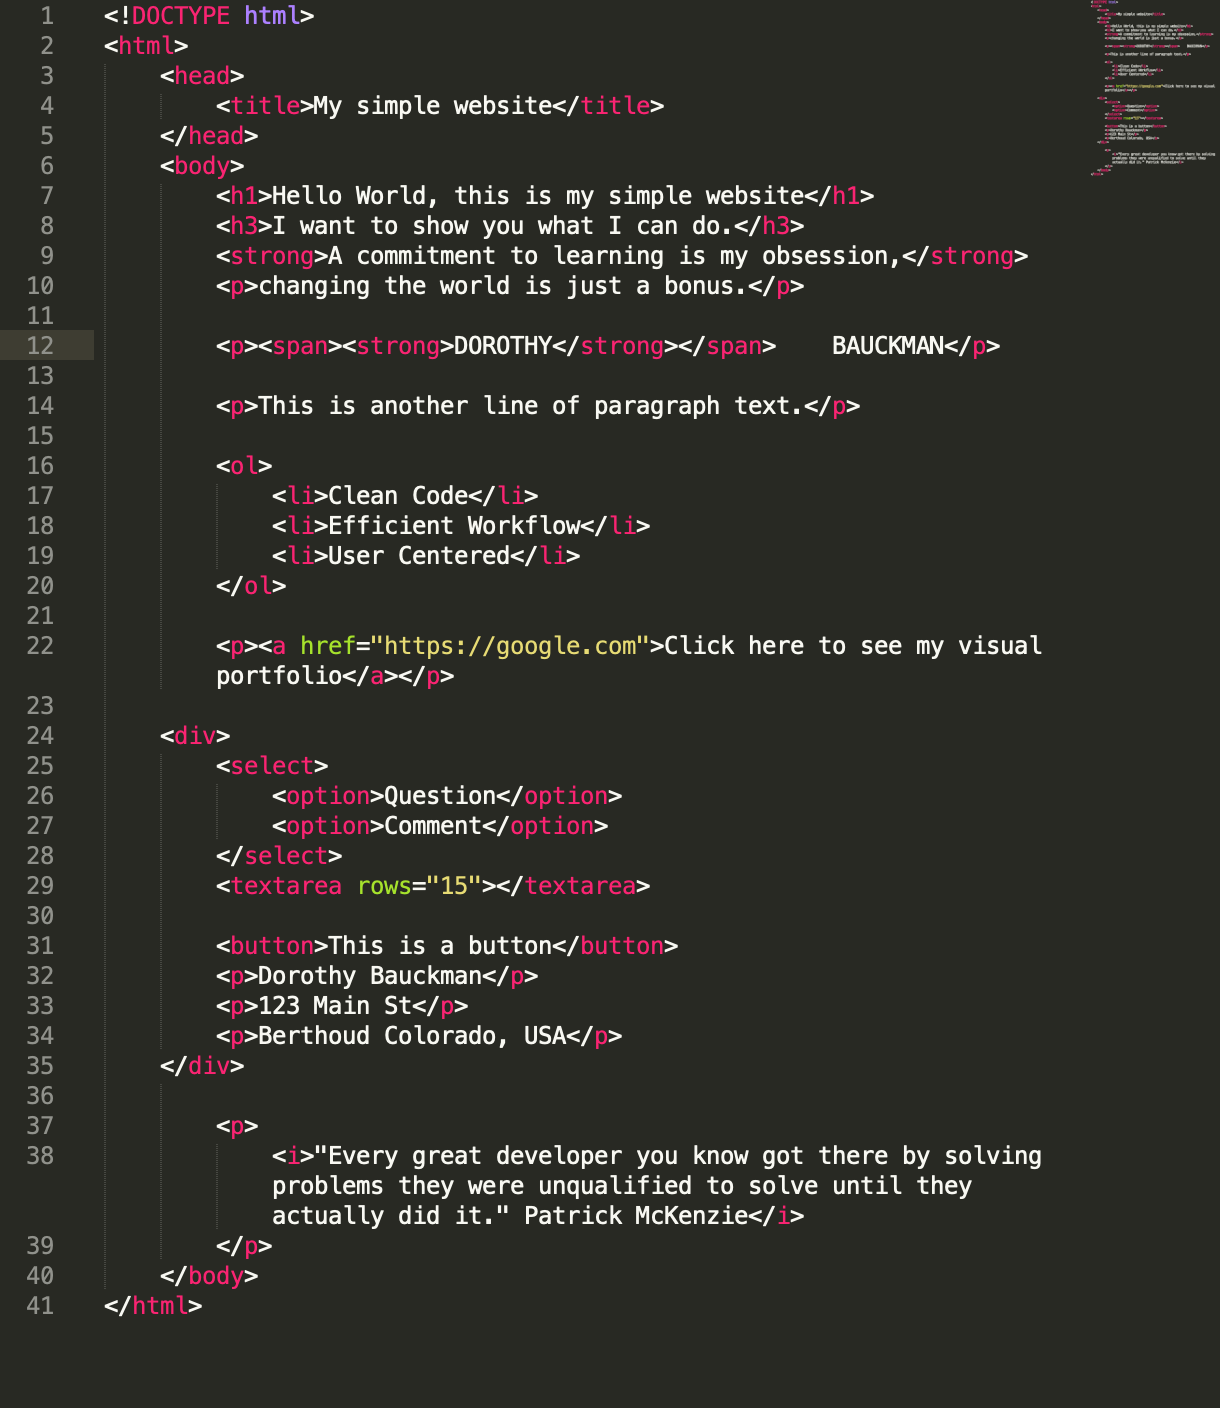 1 <!DOCTYPE html>
2 <html>
3     <head>
4         <title>My simple website</title>
5     </head>
6     <body>
7         <h1>Hello World, this is my simple website</h1>
8         <h3>I want to show you what I can do.</h3>
9         <strong>A commitment to learning is my obsession,</strong>
10         <p>changing the world is just a bonus.</p>
11
12         <p><span><strong>DOROTHY</strong></span>    BAUCKMAN</p>
13
14         <p>This is another line of paragraph text.</p>
15
16         <ol>
17             <li>Clean Code</li>
18             <li>Efficient Workflow</li>
19             <li>User Centered</li>
20         </ol>
21
22         <p><a href="https://google.com">Click here to see my visual
        portfolio</a></p>
23
24     <div>
25         <select>
26             <option>Question</option>
27             <option>Comment</option>
28         </select>
29         <textarea rows="15"></textarea>
30
31         <button>This is a button</button>
32         <p>Dorothy Bauckman</p>
33         <p>123 Main St</p>
34         <p>Berthoud Colorado, USA</p>
35     </div>
36
37         <p>
38             <i>"Every great developer you know got there by solving
            problems they were unqualified to solve until they
            actually did it." Patrick McKenzie</i>
39         </p>
40     </body>
41 </html>